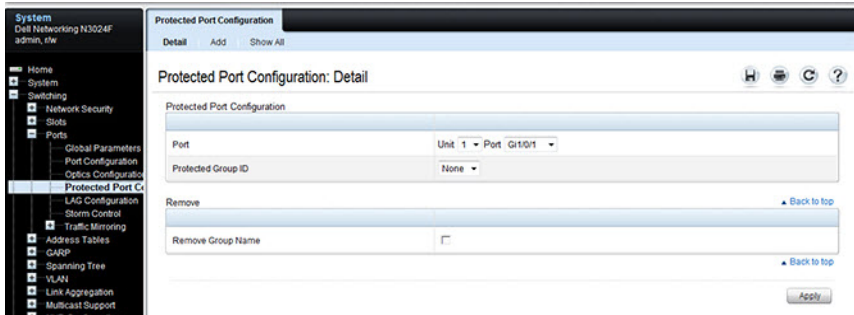 System
Dell Networking N3024F
admin, r/w
Home
System
Switching
Network Security
Slots
Ports
Global Parameters
Port Configuration
Optics Configuratio
Protected Port Co
LAG Configuration
Storm Control
Traffic Mirroring
Address Tables
GARP
Spanning Tree
VLAN
Link Aggregation
Multicast Support
Protected Port Configuration
Detail Add Show All
Protected Port Configuration: Detail
Protected Port Configuration
Port Unit 1 Port Gi1/0/1
Protected Group ID None
Remove Back to top
Remove Group Name
Back to top
Apply